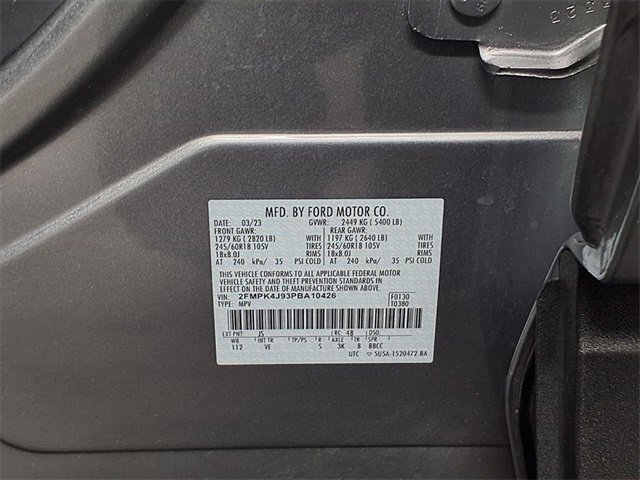 MFD. BY FORD MOTOR CO.
03/23 GVWR: 2449 KG ( 5400 LB)
FRONT GAWR: REAR GAWR:
1279 KG ( 2820 LB) WITH 1197 KG ( 2640 LB) WITH
245/60R18 105V TIRES 245/60R18 105V TIRES
18x8.0J RIMS 18x8.0J RIMS
AT 240 kPa/ 35 PSI COLD AT 240 kPa/ 35 PSI COLD
THIS VEHICLE CONFORMS TO ALL APPLICABLE FEDERAL MOTOR
VEHICLE SAFETY AND THEFT PREVENTION STANDARDS IN
EFFECT ON THE DATE OF MANUFACTURE SHOWN ABOVE.
VIN: 2FMPK4J93PBA10426 F0130
TYPE: MPV T0380
EXT PNT: JS RC: 48 DSO:
WB INT TR TP/PS R AXLE TR SPR
112 VE S 3K 8 BBCC
UTC 5U5A-1520472-BA